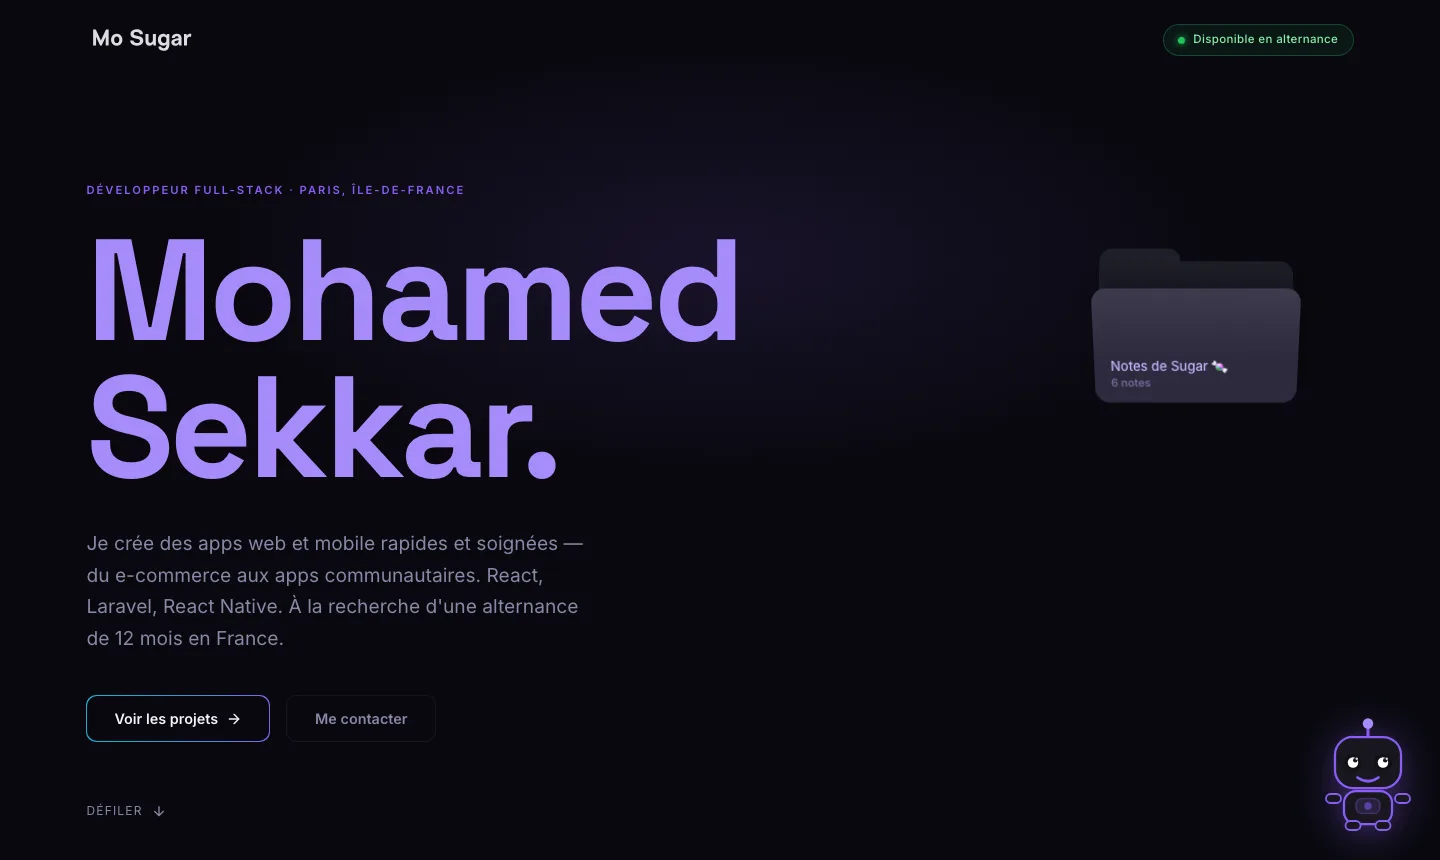 Mo Sugar
Disponible en alternance
DÉVELOPPEUR FULL-STACK · PARIS, ÎLE-DE-FRANCE
Mohamed
Sekkar.
Notes de Sugar 🍬
6 notes
Je crée des apps web et mobile rapides et soignées —
du e-commerce aux apps communautaires. React,
Laravel, React Native. À la recherche d'une alternance
de 12 mois en France.
Voir les projets →
Me contacter
DÉFILER ↓